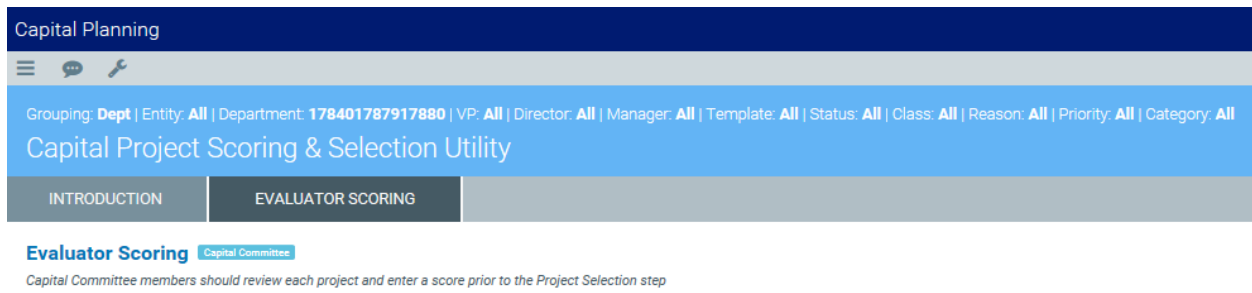 Capital Planning
Grouping: Dept | Entity: All | Department: 178401787917880 | VP: All | Director: All | Manager: All | Template: All | Status: All | Class: All | Reason: All | Priority: All | Category: All
Capital Project Scoring & Selection Utility
INTRODUCTION EVALUATOR SCORING
Evaluator Scoring Capital Committee
Capital Committee members should review each project and enter a score prior to the Project Selection step